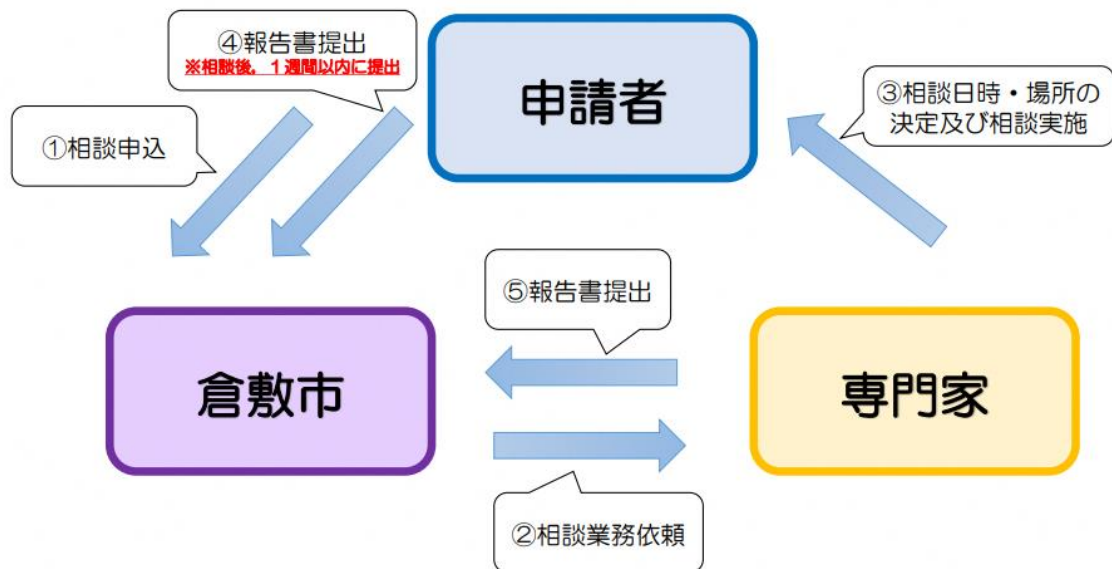 ④報告書提出
※相談後，１週間以内に提出
申請者
③相談日時・場所の
決定及び相談実施
①相談申込
⑤報告書提出
倉敷市
専門家
②相談業務依頼